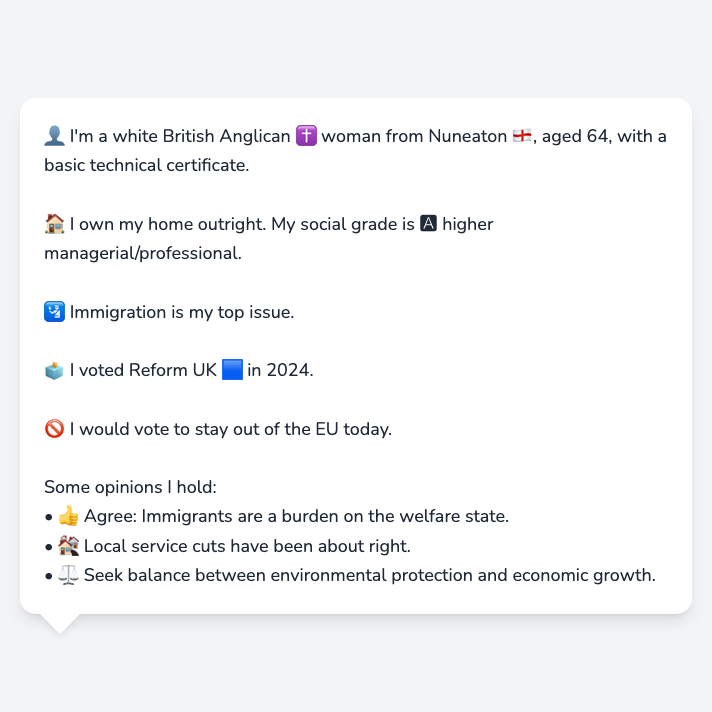 👤 I'm a white British Anglican ✝️ woman from Nuneaton 🏴󠁧󠁢󠁥󠁮󠁧󠁿, aged 64, with a
basic technical certificate.
🏠 I own my home outright. My social grade is 🅰 higher
managerial/professional.
🛂 Immigration is my top issue.
🗳️ I voted Reform UK 🟦 in 2024.
🚫 I would vote to stay out of the EU today.
Some opinions I hold:
• 👍 Agree: Immigrants are a burden on the welfare state.
• 🏚️ Local service cuts have been about right.
• ⚖️ Seek balance between environmental protection and economic growth.